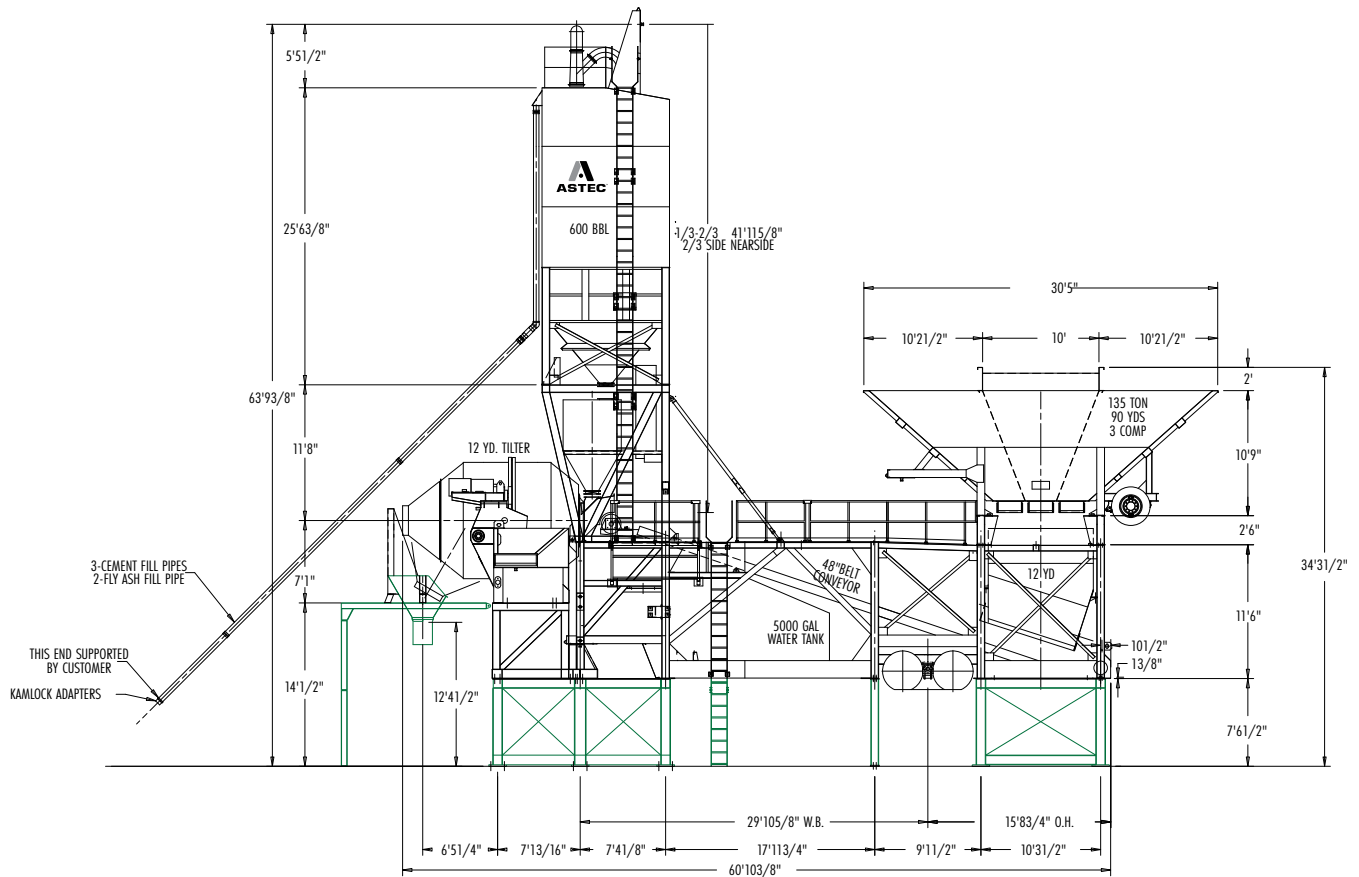 5'51/2"
ASTEC
25'63/8"
600 BBL
1/3-2/3 41'115/8"
2/3 SIDE NEARSIDE
30'5"
10'21/2" 10' 10'21/2"
2'
63'93/8"
135 TON
90 YDS
3 COMP
10'9"
11'8"
12 YD. TILTER
2'6"
34'31/2"
3-CEMENT FILL PIPES
2-FLY ASH FILL PIPE
7'1"
48"BELT
CONVEYOR
12 YD
11'6"
5000 GAL
WATER TANK
101/2"
13/8"
THIS END SUPPORTED
BY CUSTOMER
KAMLOCK ADAPTERS
14'1/2"
12'41/2"
7'61/2"
29'105/8" W.B. 15'83/4" O.H.
6'51/4" 7'13/16" 7'41/8" 17'113/4" 9'11/2" 10'31/2"
60'103/8"